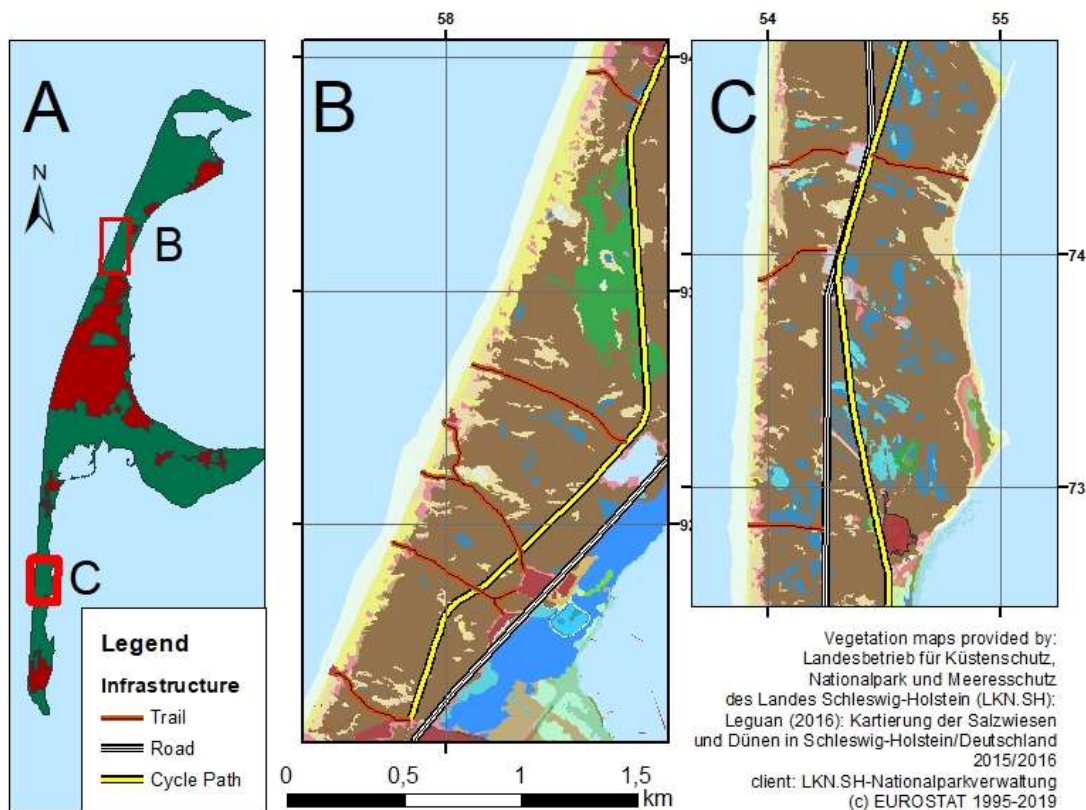 58
54
55
A
N
B
C
B
C
94
93
92
74
73
Legend
Infrastructure
Trail
Road
Cycle Path
0
0,5
1
1,5
km
Vegetation maps provided by:
Landesbetrieb für Küstenschutz,
Nationalpark und Meeresschutz
des Landes Schleswig-Holstein (LKN.SH):
Leguan (2016): Kartierung der Salzwiesen
und Dünen in Schleswig-Holstein/Deutschland
2015/2016
client: LKN.SH-Nationalparkverwaltung
(c) EUROSTAT 1995-2019